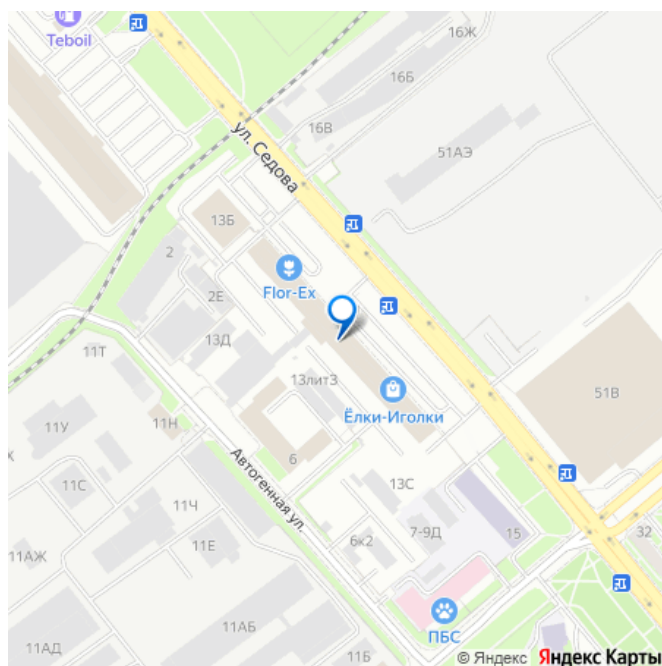 Teboil
16Ж
16Б
16В
ул. Седова
51АЭ
13Б
2
Flor-Ex
2Е
13Д
11Т
13литЗ
51В
Ёлки-Иголки
11У
11Н
6
Автогенная ул.
11С
13С
11Ч
7-9Д
15
32
11Е
6к2
11АЖ
ПБС
11АБ
11АД
11Б
© Яндекс Яндекс Карты